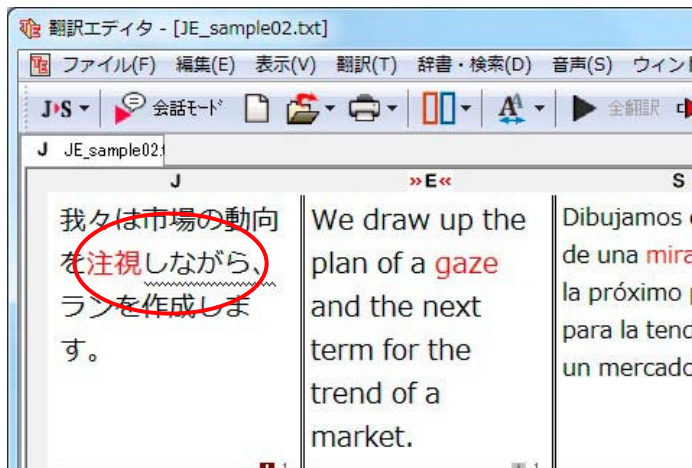 翻訳エディタ - [JE_sample02.txt]
ファイル(F) 編集(E) 表示(V) 翻訳(T) 辞書・検索(D) 音声(S) ウィン
J▸S 会話モード 全翻訳
J JE_sample02.
J
我々は市場の動向
を注視しながら、
ランを作成しま
す。
»E«
We draw up the
plan of a gaze
and the next
term for the
trend of a
market.
S
Dibujamos
de una mira
la próximo
para la tend
un mercado
1
1